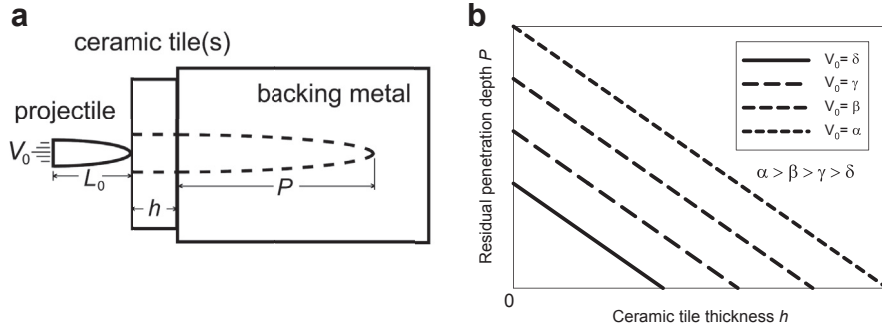 a
ceramic tile(s)
projectile
backing metal
V₀
L₀
h
P
b
Residual penetration depth P
V₀= δ
V₀= γ
V₀= β
V₀= α
α > β > γ > δ
0
Ceramic tile thickness h